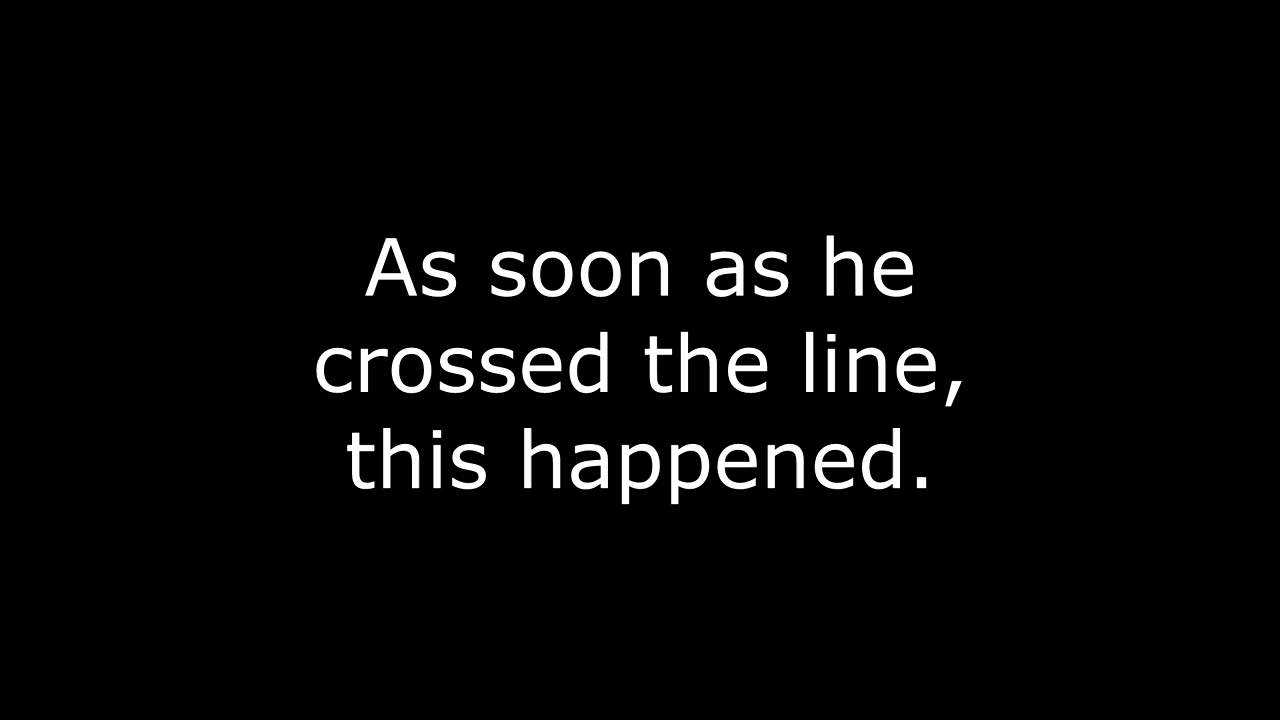 As soon as he
crossed the line,
this happened.